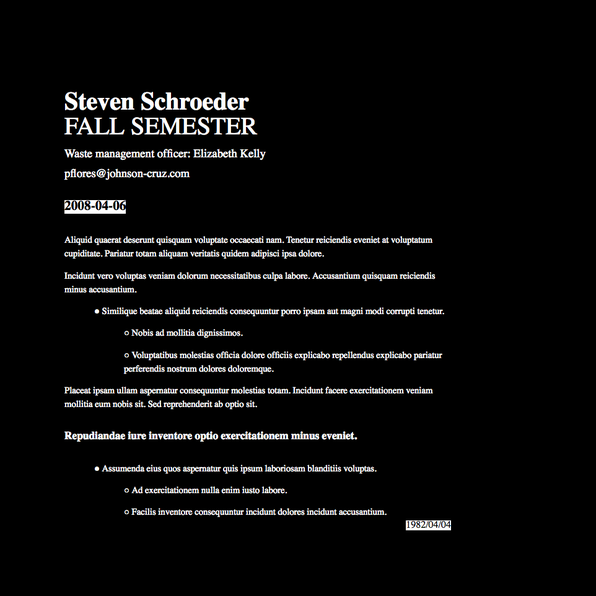 Steven Schroeder
FALL SEMESTER
Waste management officer: Elizabeth Kelly
pflores@johnson-cruz.com
2008-04-06
Aliquid quaerat deserunt quisquam voluptate occaecati nam. Tenetur reiciendis eveniet at voluptatum
cupiditate. Pariatur totam aliquam veritatis quidem adipisci ipsa dolore.
Incidunt vero voluptas veniam dolorum necessitatibus culpa labore. Accusantium quisquam reiciendis
minus accusantium.
● Similique beatae aliquid reiciendis consequuntur porro ipsam aut magni modi corrupti tenetur.
○ Nobis ad mollitia dignissimos.
○ Voluptatibus molestias officia dolore officiis explicabo repellendus explicabo pariatur
perferendis nostrum dolores doloremque.
Placeat ipsam ullam aspernatur consequuntur molestias totam. Incidunt facere exercitationem veniam
mollitia eum nobis sit. Sed reprehenderit ab optio sit.
Repudiandae iure inventore optio exercitationem minus eveniet.
● Assumenda eius quos aspernatur quis ipsum laboriosam blanditiis voluptas.
○ Ad exercitationem nulla enim iusto labore.
○ Facilis inventore consequuntur incidunt dolores incidunt accusantium.
1982/04/04